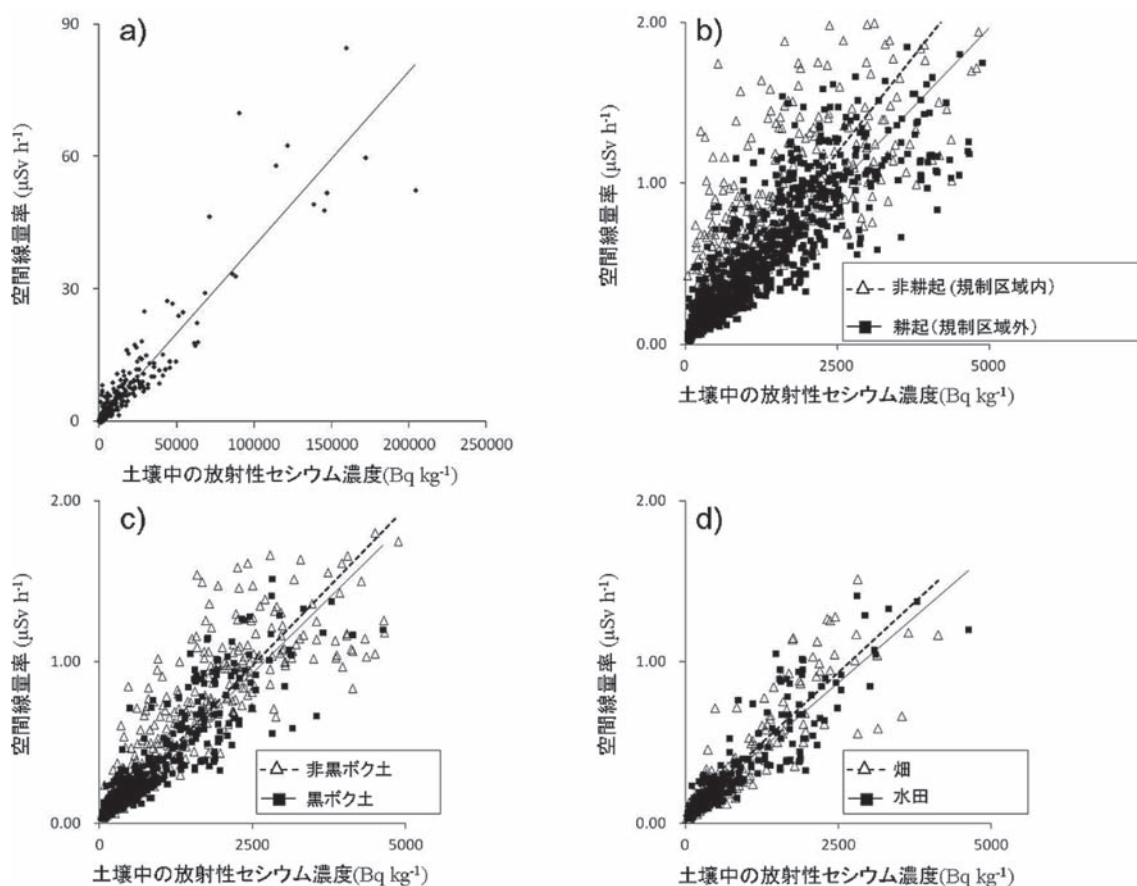 a)
90
60
30
0
空間線量率 (μSv h⁻¹)
0 50000 100000 150000 200000 250000
土壌中の放射性セシウム濃度(Bq kg⁻¹)
b)
2.00
1.00
0.00
空間線量率 (μSv h⁻¹)
非耕起(規制区域内)
耕起(規制区域外)
0 2500 5000
土壌中の放射性セシウム濃度(Bq kg⁻¹)
c)
2.00
1.00
0.00
空間線量率 (μSv h⁻¹)
非黒ボク土
黒ボク土
0 2500 5000
土壌中の放射性セシウム濃度(Bq kg⁻¹)
d)
2.00
1.00
0.00
空間線量率 (μSv h⁻¹)
畑
水田
0 2500 5000
土壌中の放射性セシウム濃度(Bq kg⁻¹)